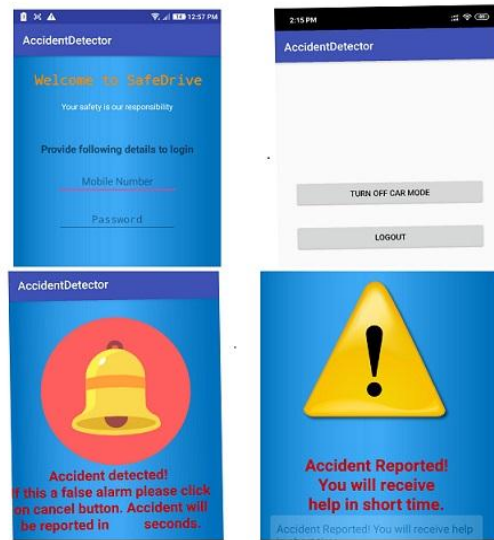 12:57 PM
AccidentDetector
Welcome to SafeDrive
Your safety is our responsibility
Provide following details to login
Mobile Number
Password
2:15 PM
AccidentDetector
TURN OFF CAR MODE
LOGOUT
AccidentDetector
Accident detected!
If this a false alarm please click
on cancel button. Accident will
be reported in seconds.
Accident Reported!
You will receive
help in short time.
Accident Reported! You will receive help